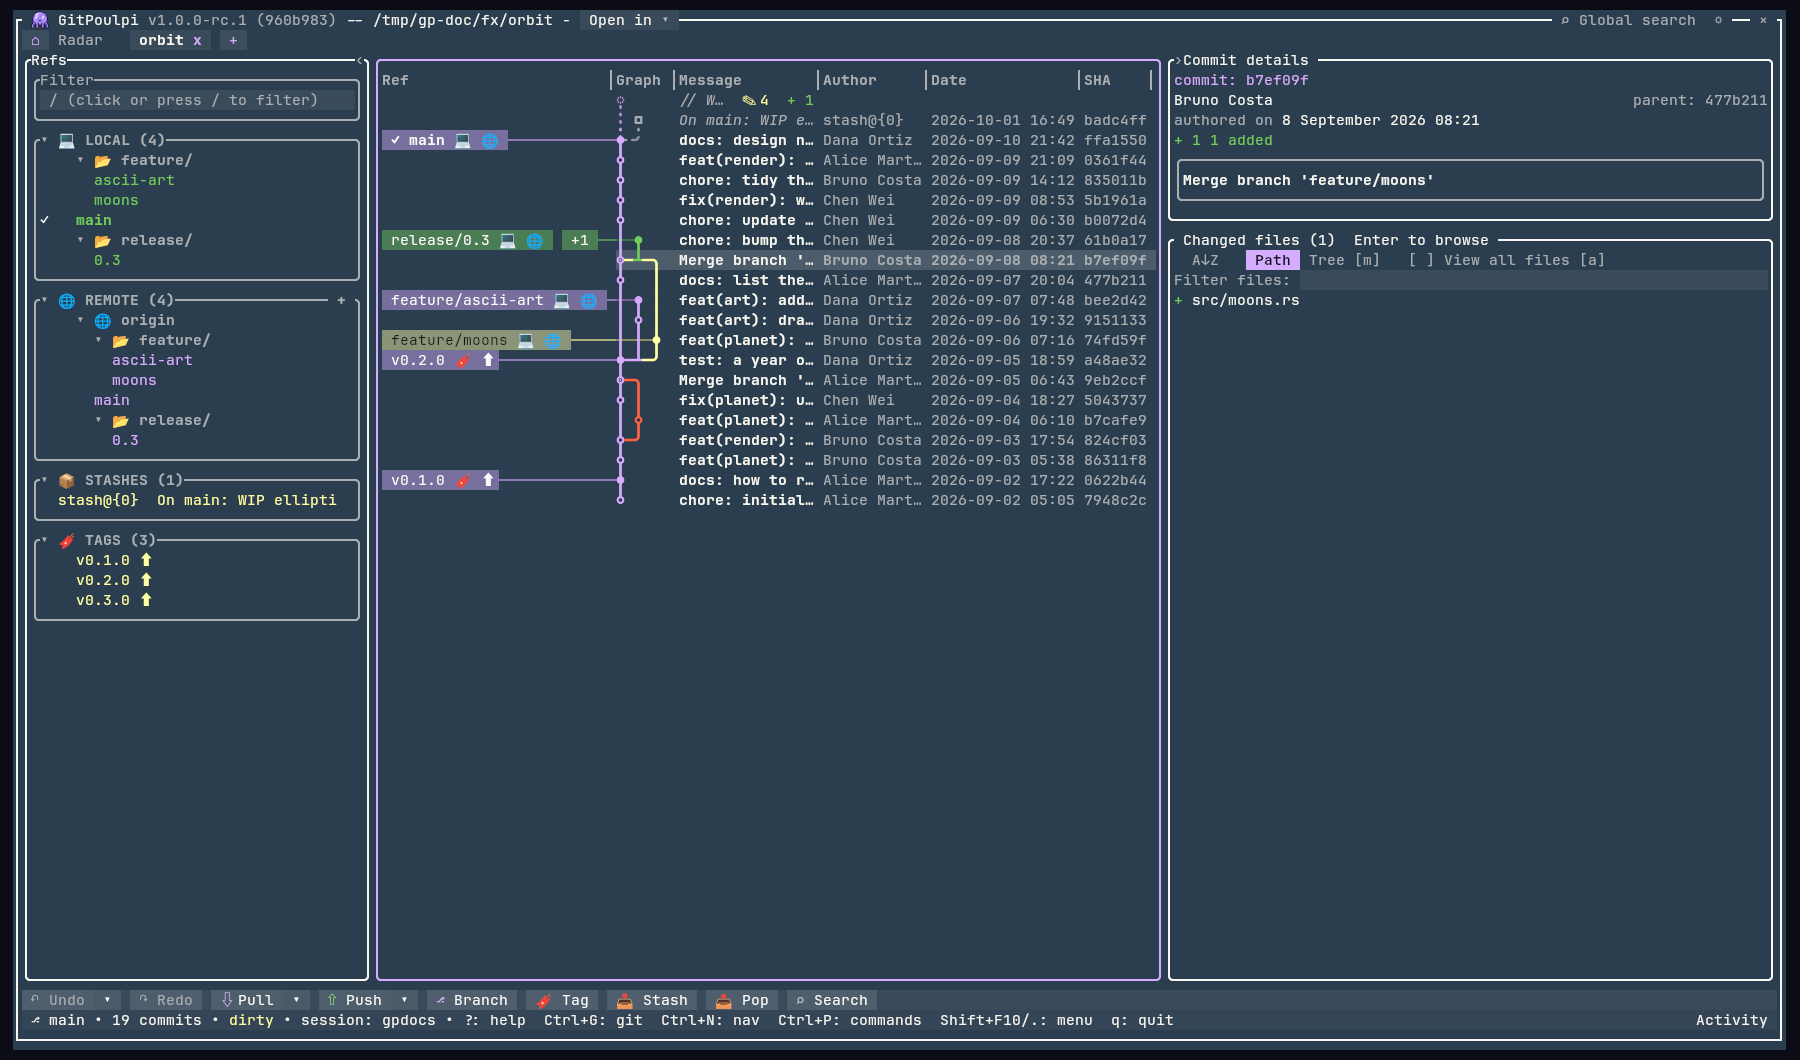 GitPoulpi v1.0.0-rc.1 (960b983) -- /tmp/gp-doc/fx/orbit - Open in ▾ Global search
Radar orbit x +
Refs
Filter
/ (click or press / to filter)
LOCAL (4)
feature/
ascii-art
moons
✓ main
release/
0.3
REMOTE (4) +
origin
feature/
ascii-art
moons
main
release/
0.3
STASHES (1)
stash@{0} On main: WIP ellipti
TAGS (3)
v0.1.0 ⬆
v0.2.0 ⬆
v0.3.0 ⬆
Ref Graph Message Author Date SHA
// W… ✎ 4 + 1
On main: WIP e… stash@{0} 2026-10-01 16:49 badc4ff
✓ main docs: design n… Dana Ortiz 2026-09-10 21:42 ffa1550
feat(render): … Alice Mart… 2026-09-09 21:09 0361f44
chore: tidy th… Bruno Costa 2026-09-09 14:12 835011b
fix(render): w… Chen Wei 2026-09-09 08:53 5b1961a
chore: update … Chen Wei 2026-09-09 06:30 b0072d4
release/0.3 +1 chore: bump th… Chen Wei 2026-09-08 20:37 61b0a17
Merge branch '… Bruno Costa 2026-09-08 08:21 b7ef09f
docs: list the… Alice Mart… 2026-09-07 20:04 477b211
feature/ascii-art feat(art): add… Dana Ortiz 2026-09-07 07:48 bee2d42
feat(art): dra… Dana Ortiz 2026-09-06 19:32 9151133
feature/moons feat(planet): … Bruno Costa 2026-09-06 07:16 74fd59f
v0.2.0 ⬆ test: a year o… Dana Ortiz 2026-09-05 18:59 a48ae32
Merge branch '… Alice Mart… 2026-09-05 06:43 9eb2ccf
fix(planet): u… Chen Wei 2026-09-04 18:27 5043737
feat(planet): … Alice Mart… 2026-09-04 06:10 b7cafe9
feat(render): … Bruno Costa 2026-09-03 17:54 824cf03
feat(planet): … Bruno Costa 2026-09-03 05:38 86311f8
v0.1.0 ⬆ docs: how to r… Alice Mart… 2026-09-02 17:22 0622b44
chore: initial… Alice Mart… 2026-09-02 05:05 7948c2c
Commit details
commit: b7ef09f
Bruno Costa parent: 477b211
authored on 8 September 2026 08:21
+ 1 1 added
Merge branch 'feature/moons'
Changed files (1) Enter to browse
A↓Z Path Tree [m] [ ] View all files [a]
Filter files:
+ src/moons.rs
Undo ▾ Redo Pull ▾ Push ▾ Branch Tag Stash Pop Search
main • 19 commits • dirty • session: gpdocs • ?: help Ctrl+G: git Ctrl+N: nav Ctrl+P: commands Shift+F10/.: menu q: quit Activity